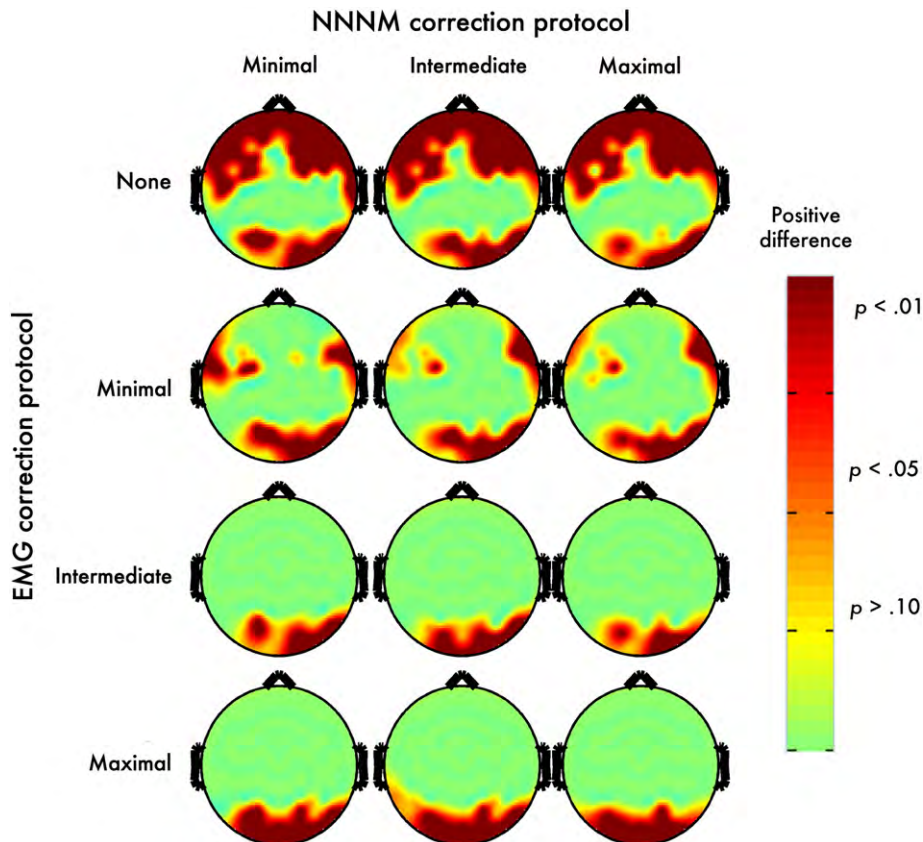 NNNM correction protocol
Minimal Intermediate Maximal
None
Positive
difference
p < .01
EMG correction protocol
Minimal
p < .05
Intermediate
p > .10
Maximal